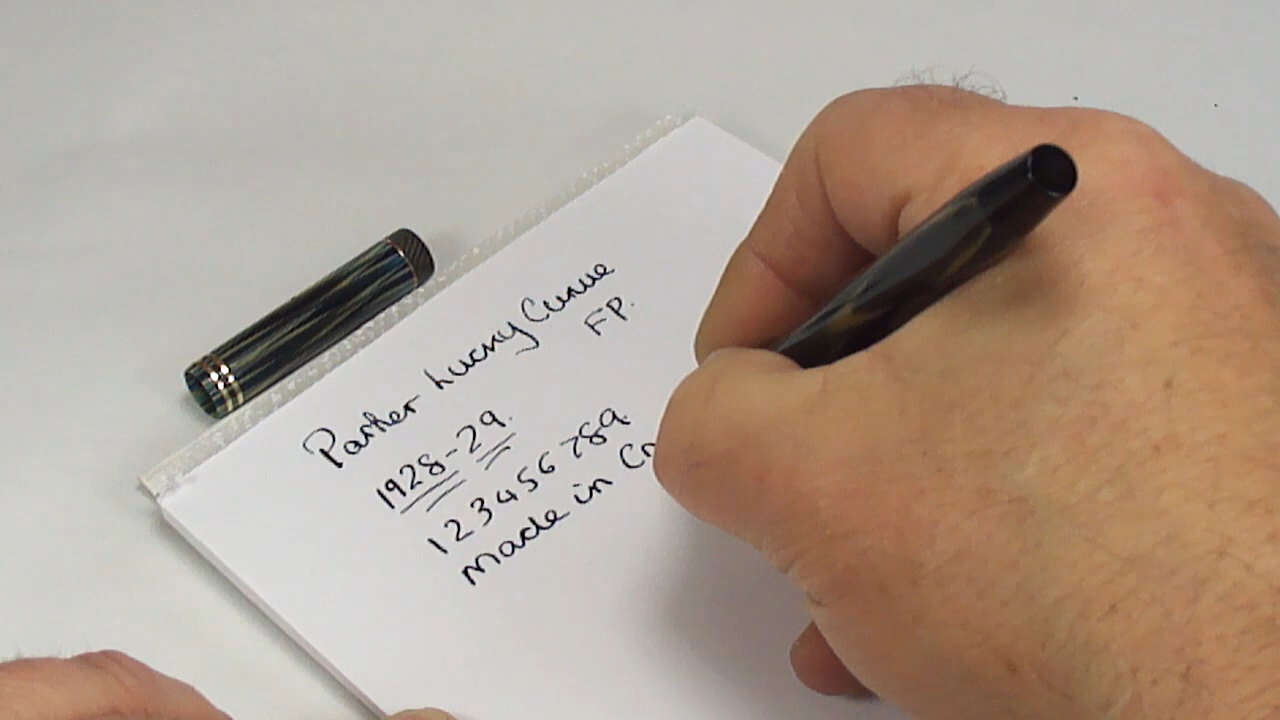 Parker Lucky Curve
FP.
1928-29.
123456789.
made in